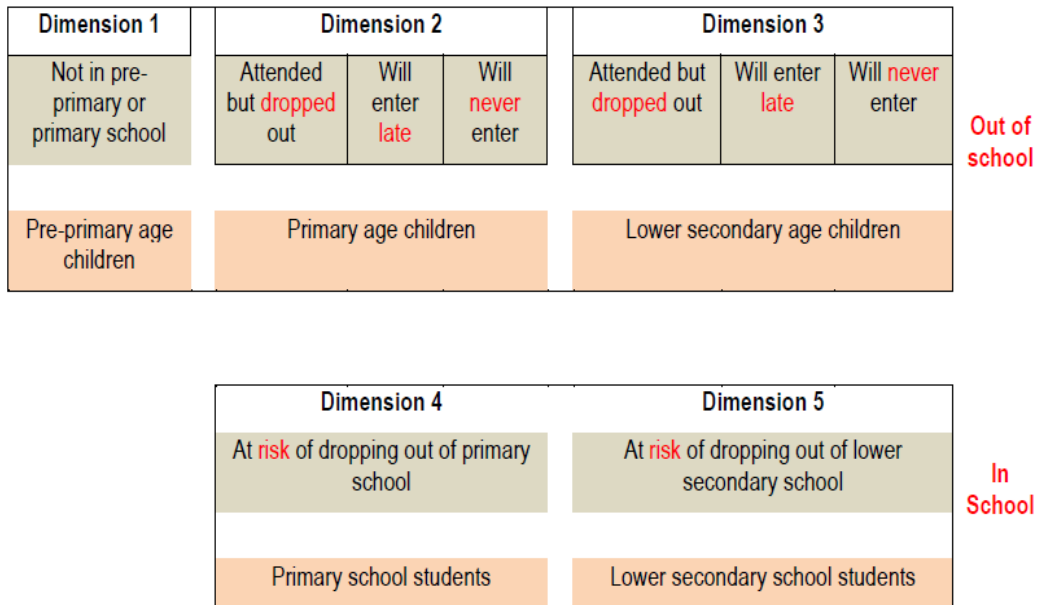 Dimension 1
Dimension 2
Dimension 3
Not in pre-
primary or
primary school
Attended
but dropped
out
Will
enter
late
Will
never
enter
Attended but
dropped out
Will enter
late
Will never
enter
Out of
school
Pre-primary age
children
Primary age children
Lower secondary age children
Dimension 4
Dimension 5
At risk of dropping out of primary
school
At risk of dropping out of lower
secondary school
In
School
Primary school students
Lower secondary school students